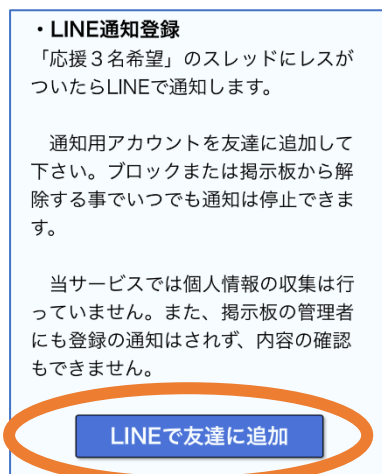 ・LINE通知登録
「応援３名希望」のスレッドにレスが
ついたらLINEで通知します。
通知用アカウントを友達に追加して
下さい。ブロックまたは掲示板から解
除する事でいつでも通知は停止できま
す。
当サービスでは個人情報の収集は行
っていません。また、掲示板の管理者
にも登録の通知はされず、内容の確認
もできません。
LINEで友達に追加